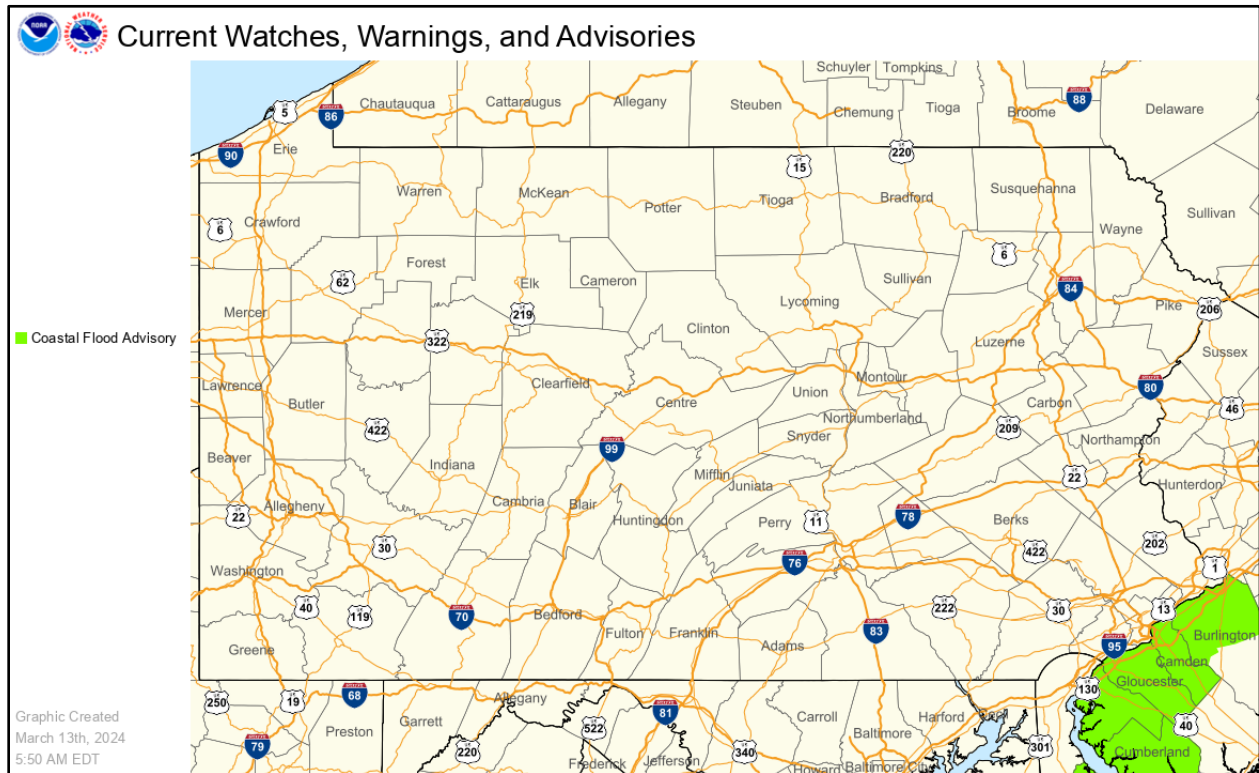 Current Watches, Warnings, and Advisories
Coastal Flood Advisory
Schuyler Tompkins
5 86 Chautauqua Cattaraugus Allegany Steuben Chemung Tioga Broome 88 Delaware
90 Erie 15 220
Warren McKean Potter Tioga Bradford Susquehanna
6 Crawford Wayne Sullivan
Forest 6
62 Elk Cameron Sullivan 84
Mercer 219 Lycoming Pike 206
322 Clinton Luzerne Sussex
Lawrence Butler Clearfield Centre Union Montour Carbon 80 46
422 Northumberland 209
Beaver Indiana 99 Snyder Northampton
Mifflin 22
22 Allegheny Cambria Blair Juniata Hunterdon
Huntingdon Perry 11 78 Berks
30 422 202
Washington 76 1
40 119 70 Bedford 222 30 13
Greene Fulton Franklin Adams 83 95 Burlington
Camden
Gloucester
250 19 68 Allegany 130
Preston Garrett 81 Carroll Harford Cecil 40
79 220 522 340 Baltimore 301 Cumberland
Frederick Jefferson Howard Baltimore City
Graphic Created
March 13th, 2024
5:50 AM EDT